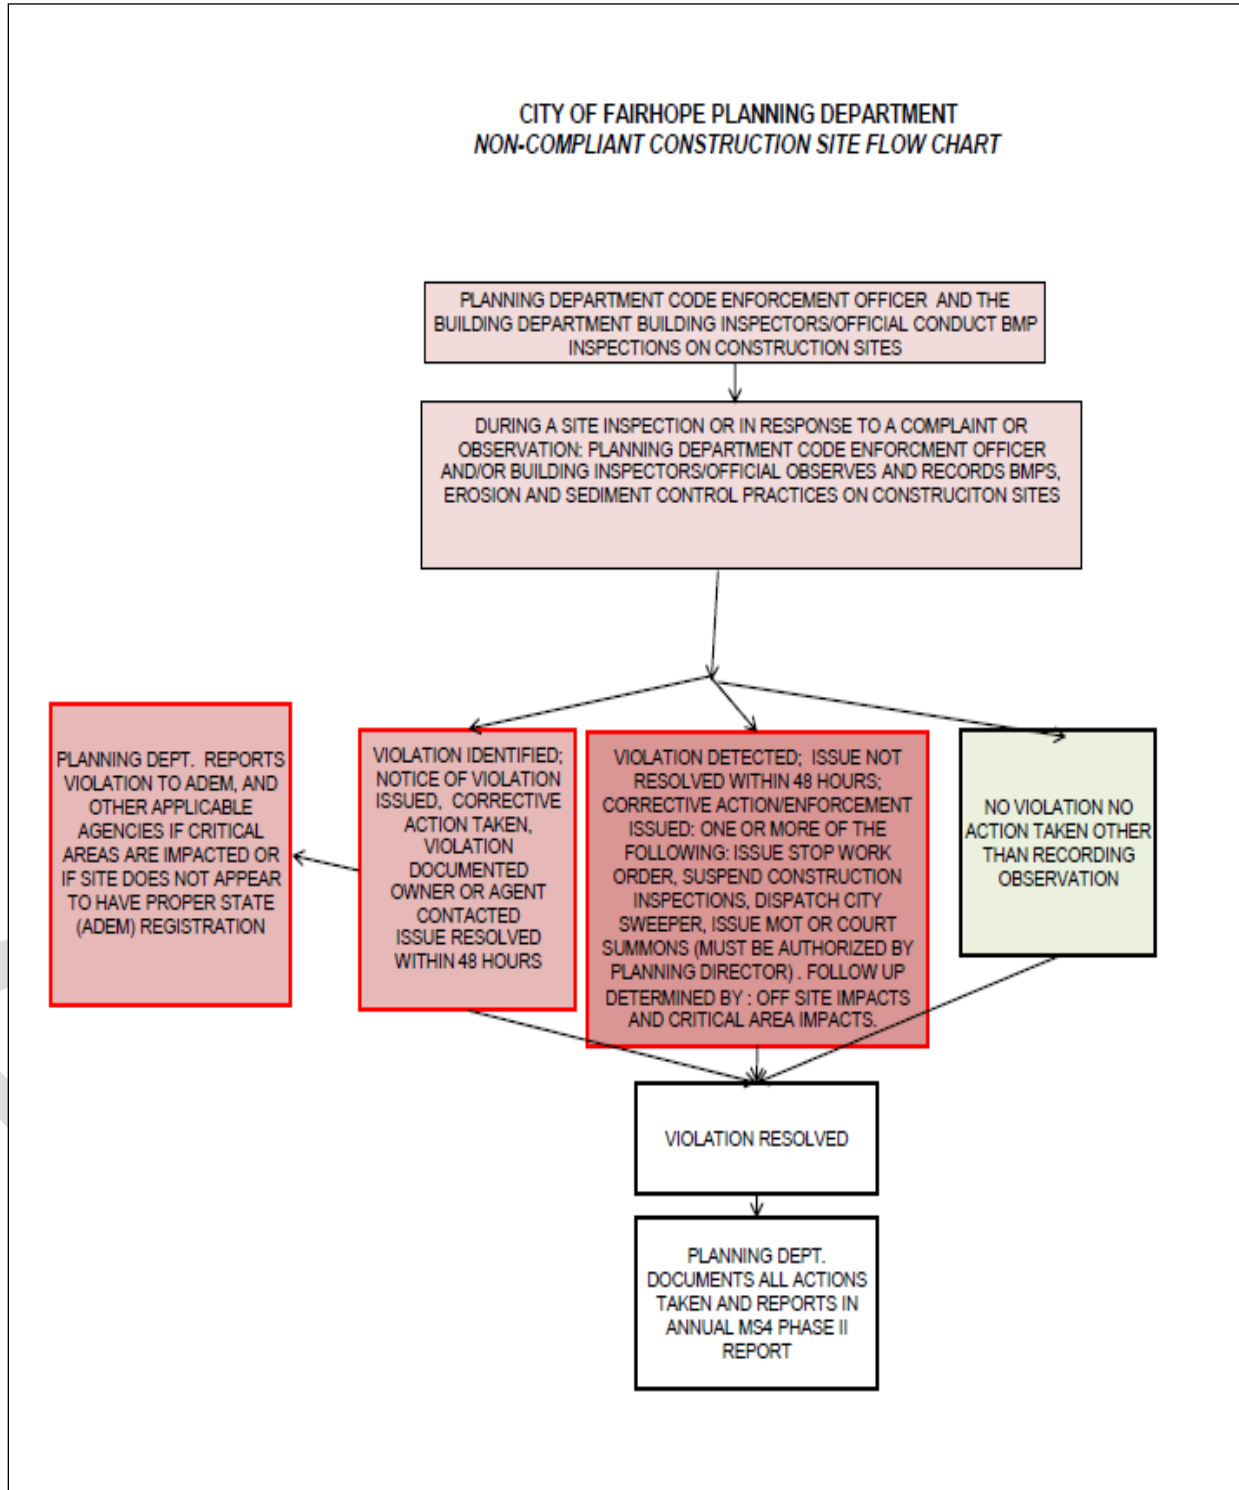 CITY OF FAIRHOPE PLANNING DEPARTMENT
NON-COMPLIANT CONSTRUCTION SITE FLOW CHART
PLANNING DEPARTMENT CODE ENFORCEMENT OFFICER AND THE
BUILDING DEPARTMENT BUILDING INSPECTORS/OFFICIAL CONDUCT BMP
INSPECTIONS ON CONSTRUCTION SITES
DURING A SITE INSPECTION OR IN RESPONSE TO A COMPLAINT OR
OBSERVATION: PLANNING DEPARTMENT CODE ENFORCMENT OFFICER
AND/OR BUILDING INSPECTORS/OFFICIAL OBSERVES AND RECORDS BMPS,
EROSION AND SEDIMENT CONTROL PRACTICES ON CONSTRUCITON SITES
PLANNING DEPT. REPORTS
VIOLATION TO ADEM, AND
OTHER APPLICABLE
AGENCIES IF CRITICAL
AREAS ARE IMPACTED OR
IF SITE DOES NOT APPEAR
TO HAVE PROPER STATE
(ADEM) REGISTRATION
VIOLATION IDENTIFIED;
NOTICE OF VIOLATION
ISSUED, CORRECTIVE
ACTION TAKEN,
VIOLATION
DOCUMENTED
OWNER OR AGENT
CONTACTED
ISSUE RESOLVED
WITHIN 48 HOURS
VIOLATION DETECTED; ISSUE NOT
RESOLVED WITHIN 48 HOURS;
CORRECTIVE ACTION/ENFORCEMENT
ISSUED: ONE OR MORE OF THE
FOLLOWING: ISSUE STOP WORK
ORDER, SUSPEND CONSTRUCTION
INSPECTIONS, DISPATCH CITY
SWEEPER, ISSUE MOT OR COURT
SUMMONS (MUST BE AUTHORIZED BY
PLANNING DIRECTOR) . FOLLOW UP
DETERMINED BY : OFF SITE IMPACTS
AND CRITICAL AREA IMPACTS.
NO VIOLATION NO
ACTION TAKEN OTHER
THAN RECORDING
OBSERVATION
VIOLATION RESOLVED
PLANNING DEPT.
DOCUMENTS ALL ACTIONS
TAKEN AND REPORTS IN
ANNUAL MS4 PHASE II
REPORT